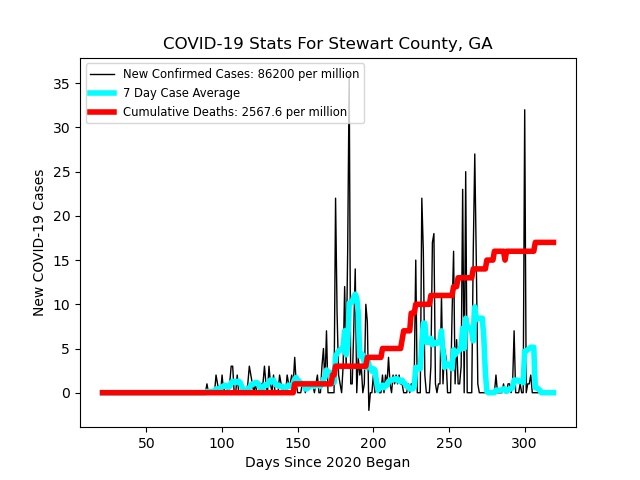 COVID-19 Stats For Stewart County, GA
New Confirmed Cases: 86200 per million
7 Day Case Average
Cumulative Deaths: 2567.6 per million
35
30
25
20
15
10
5
0
New COVID-19 Cases
50 100 150 200 250 300
Days Since 2020 Began